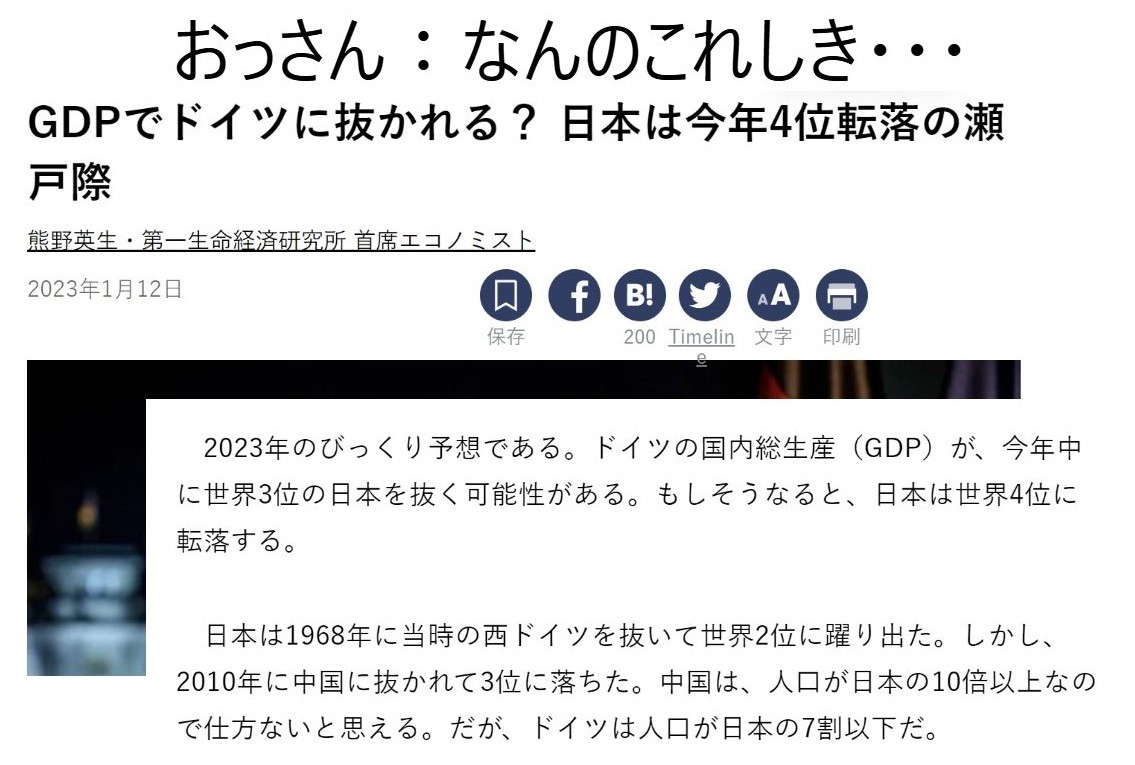 おっさん：なんのこれしき・・・
GDPでドイツに抜かれる？ 日本は今年4位転落の瀬
戸際
熊野英生・第一生命経済研究所 首席エコノミスト
2023年1月12日
B!
AA
保存
200
Timelin
e
文字
印刷
2023年のびっくり予想である。ドイツの国内総生産（GDP）が、今年中
に世界3位の日本を抜く可能性がある。もしそうなると、日本は世界4位に
転落する。
日本は1968年に当時の西ドイツを抜いて世界2位に躍り出た。しかし、
2010年に中国に抜かれて3位に落ちた。中国は、人口が日本の10倍以上なの
で仕方ないと思える。だが、ドイツは人口が日本の7割以下だ。